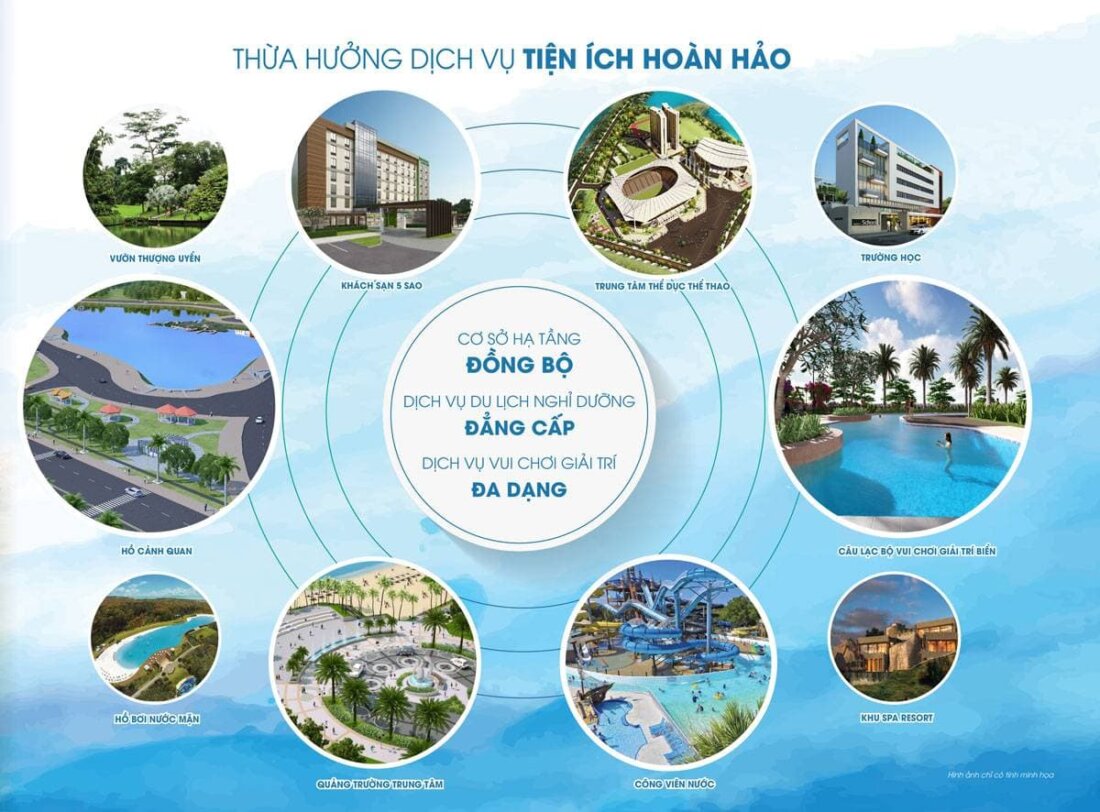 THỪA HƯỞNG DỊCH VỤ TIỆN ÍCH HOÀN HẢO
VƯỜN THƯỢNG UYỂN
KHÁCH SẠN 5 SAO
TRUNG TÂM THỂ DỤC THỂ THAO
TRƯỜNG HỌC
CƠ SỞ HẠ TẦNG
ĐỒNG BỘ
DỊCH VỤ DU LỊCH NGHỈ DƯỠNG
ĐẲNG CẤP
DỊCH VỤ VUI CHƠI GIẢI TRÍ
ĐA DẠNG
HỒ CẢNH QUAN
CÂU LẠC BỘ VUI CHƠI GIẢI TRÍ BIỂN
HỒ BƠI NƯỚC MẶN
KHU SPA RESORT
QUẢNG TRƯỜNG TRUNG TÂM
CÔNG VIÊN NƯỚC
Hình ảnh chỉ có tính minh họa